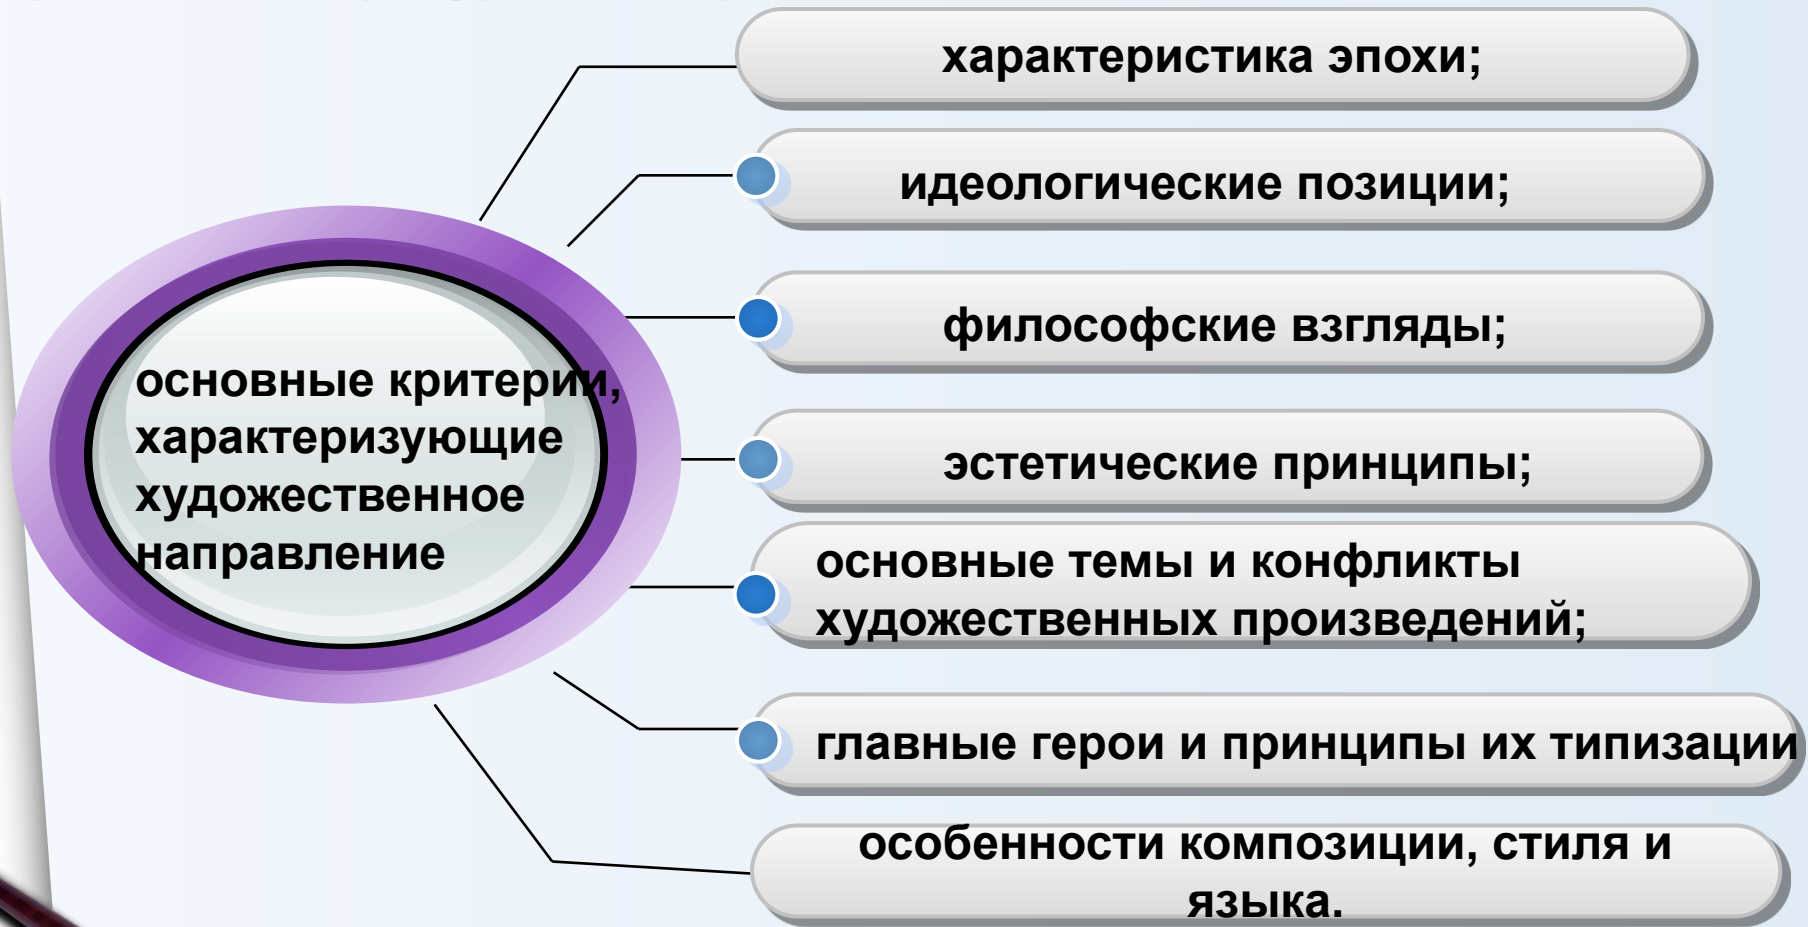 характеристика эпохи;
идеологические позиции;
философские взгляды;
эстетические принципы;
основные критерии,
характеризующие
художественное
направление
основные темы и конфликты
художественных произведений;
главные герои и принципы их типизации
особенности композиции, стиля и
языка.